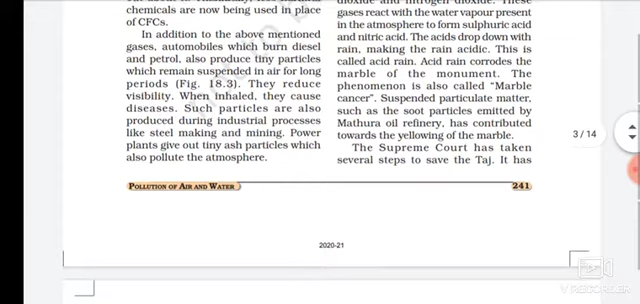 chemicals are now being used in place
of CFCs.
In addition to the above mentioned
gases, automobiles which burn diesel
and petrol, also produce tiny particles
which remain suspended in air for long
periods (Fig. 18.3). They reduce
visibility. When inhaled, they cause
diseases. Such particles are also
produced during industrial processes
like steel making and mining. Power
plants give out tiny ash particles which
also pollute the atmosphere.
gases react with the water vapour present
in the atmosphere to form sulphuric acid
and nitric acid. The acids drop down with
rain, making the rain acidic. This is
called acid rain. Acid rain corrodes the
marble of the monument. The
phenomenon is also called “Marble
cancer”. Suspended particulate matter,
such as the soot particles emitted by
Mathura oil refinery, has contributed
towards the yellowing of the marble.
The Supreme Court has taken
several steps to save the Taj. It has
3 / 14
POLLUTION OF AIR AND WATER
241
2020-21
V RECORDER